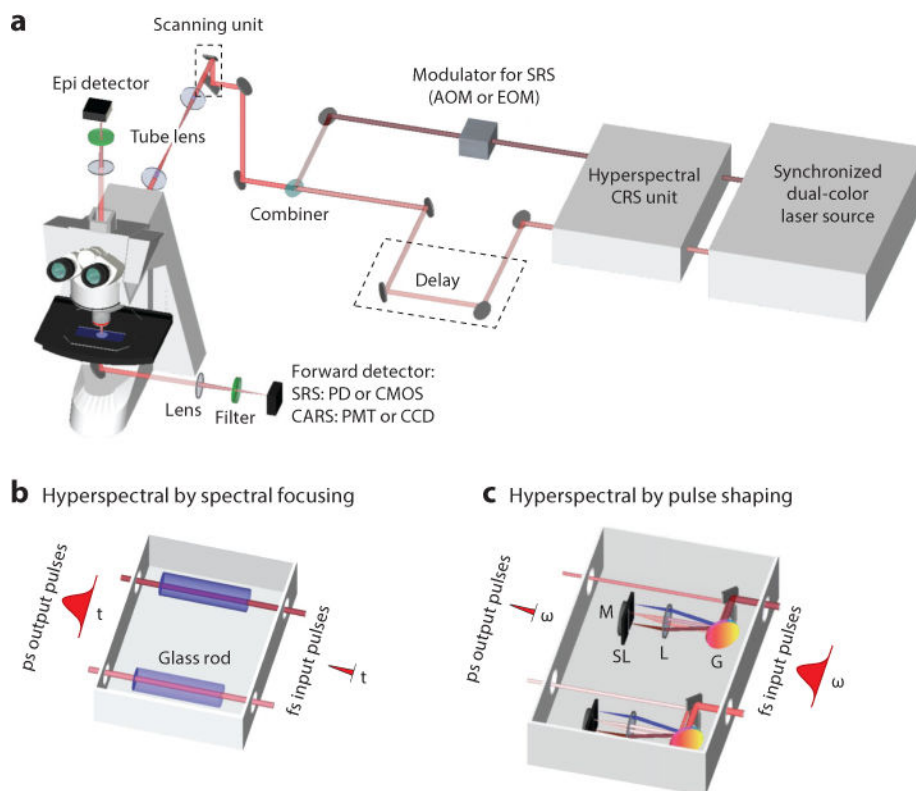 a
Scanning unit
Epi detector
Tube lens
Modulator for SRS
(AOM or EOM)
Combiner
Delay
Hyperspectral
CRS unit
Synchronized
dual-color
laser source
Lens
Filter
Forward detector:
SRS: PD or CMOS
CARS: PMT or CCD
b Hyperspectral by spectral focusing
ps output pulses
t
Glass rod
fs input pulses
t
c Hyperspectral by pulse shaping
ps output pulses
ω
M
SL
L
G
fs input pulses
ω